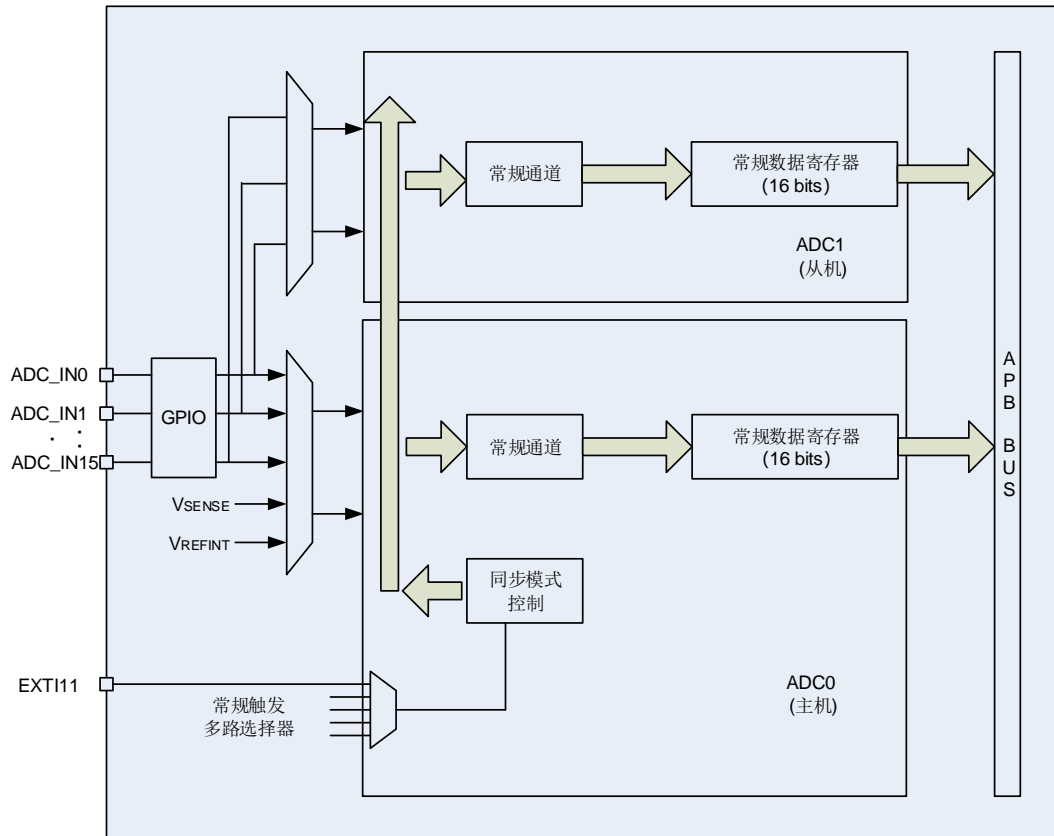 常规通道
常规数据寄存器
(16 bits)
ADC1
(从机)
ADC_IN0
ADC_IN1
ADC_IN15
GPIO
VSENSE
VREFINT
常规通道
常规数据寄存器
(16 bits)
同步模式
控制
EXTI11
常规触发
多路选择器
ADC0
(主机)
APB BUS